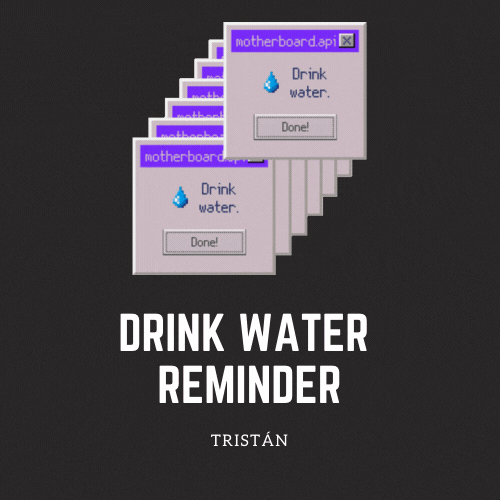 motherboard.api
Drink
water.
Done!
motherboard.api
Drink
water.
Done!
DRINK WATER
REMINDER
TRISTÁN